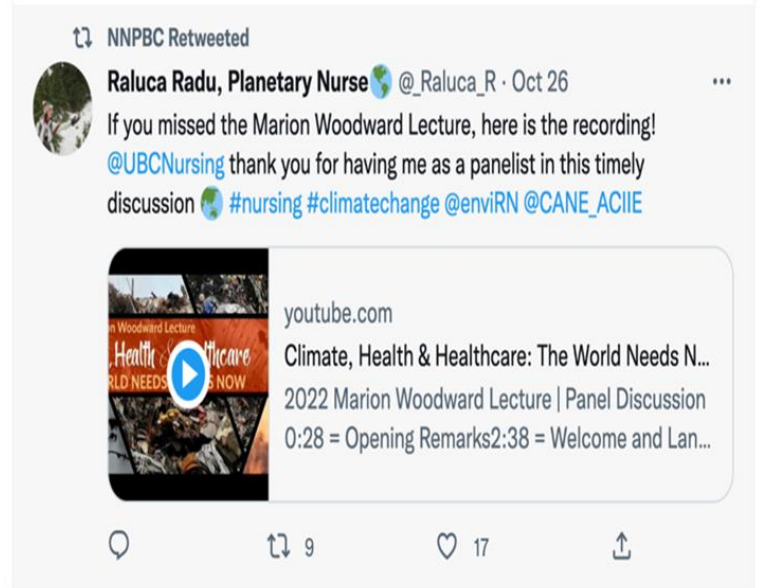 NNPBC Retweeted
Raluca Radu, Planetary Nurse🌎 @_Raluca_R · Oct 26
If you missed the Marion Woodward Lecture, here is the recording!
@UBCNursing thank you for having me as a panelist in this timely
discussion 🌏 #nursing #climatechange @enviRN @CANE_ACIIE
n Woodward Lecture
, Health &
RLD NEEDS
NOW
youtube.com
Climate, Health & Healthcare: The World Needs N...
2022 Marion Woodward Lecture | Panel Discussion
0:28 = Opening Remarks2:38 = Welcome and Lan...
9
17